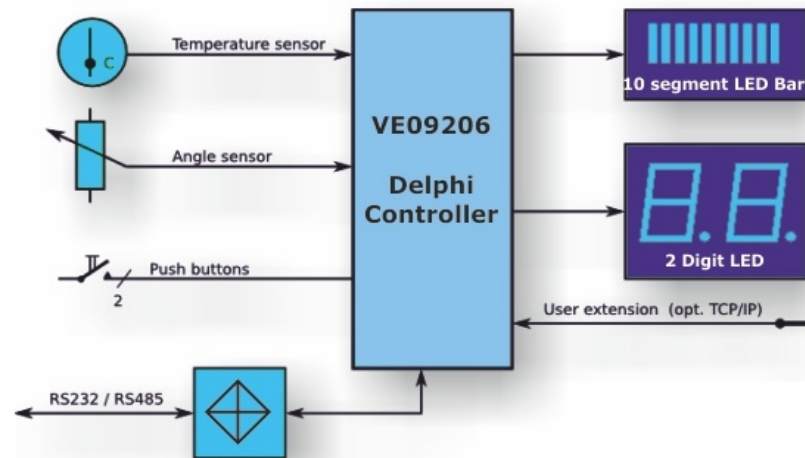 Temperature sensor
C
10 segment LED Bar
VE09206
Delphi
Controller
Angle sensor
2 Digit LED
Push buttons
2
User extension (opt. TCP/IP)
RS232 / RS485